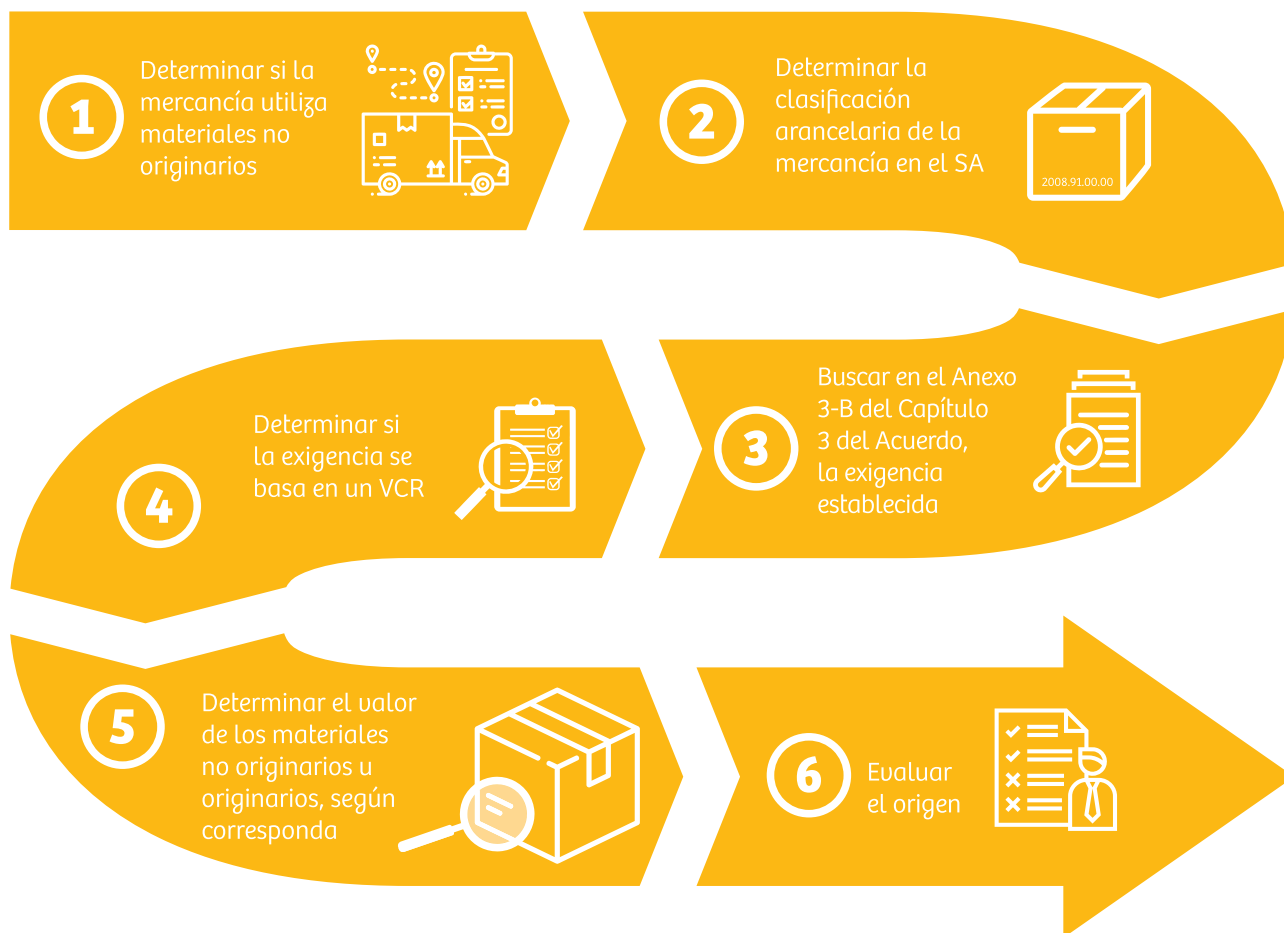 1
Determinar si la
mercancía utiliza
materiales no
originarios
2
Determinar la
clasificación
arancelaria de la
mercancía en el SA
2008.91.00.00
3
Buscar en el Anexo
3-B del Capítulo
3 del Acuerdo,
la exigencia
establecida
4
Determinar si
la exigencia se
basa en un VCR
5
Determinar el valor
de los materiales
no originarios u
originarios, según
corresponda
6
Evaluar
el origen